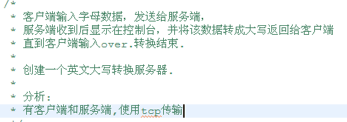 /*
* 客户端输入字母数据，发送给服务端，
* 服务端收到后显示在控制台，并将该数据转成大写返回给客户端
* 直到客户端输入over.转换结束.
*
* 创建一个英文大写转换服务器.
*
* 分析:
* 有客户端和服务端,使用tcp传输